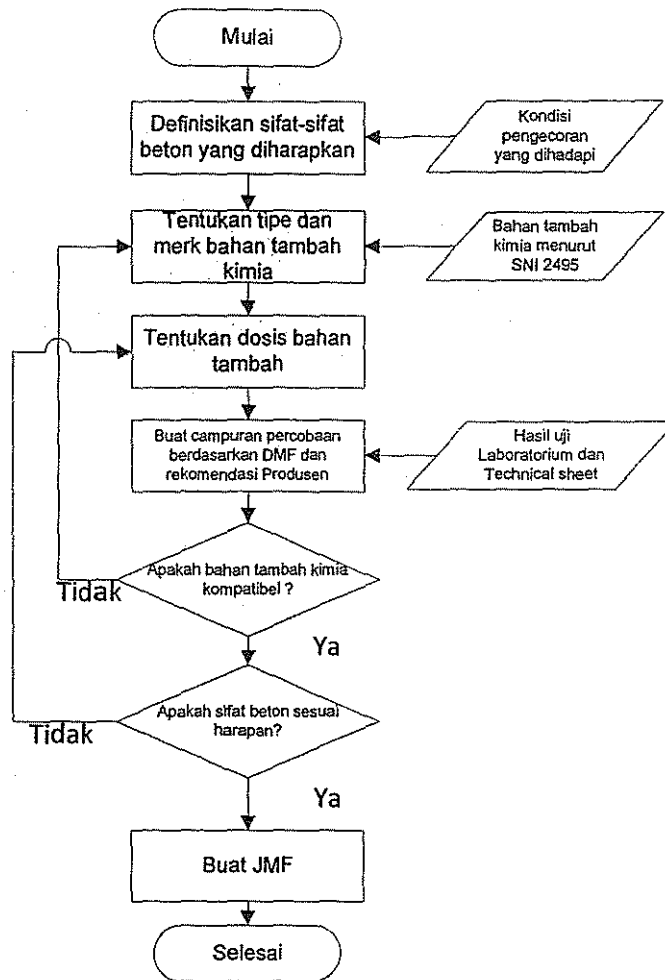 Mulai
Definisikan sifat-sifat
beton yang diharapkan
Kondisi
pengecoran
yang dihadapi
Tentukan tipe dan
merk bahan tambah
kimia
Bahan tambah
kimia menurut
SNI 2495
Tentukan dosis bahan
tambah
Buat campuran percobaan
berdasarkan DMF dan
rekomendasi Produsen
Hasil uji
Laboratorium dan
Technical sheet
Apakah bahan tambah kimia
kompatibel ?
Tidak
Ya
Apakah sifat beton sesuai
harapan?
Tidak
Ya
Buat JMF
Selesai